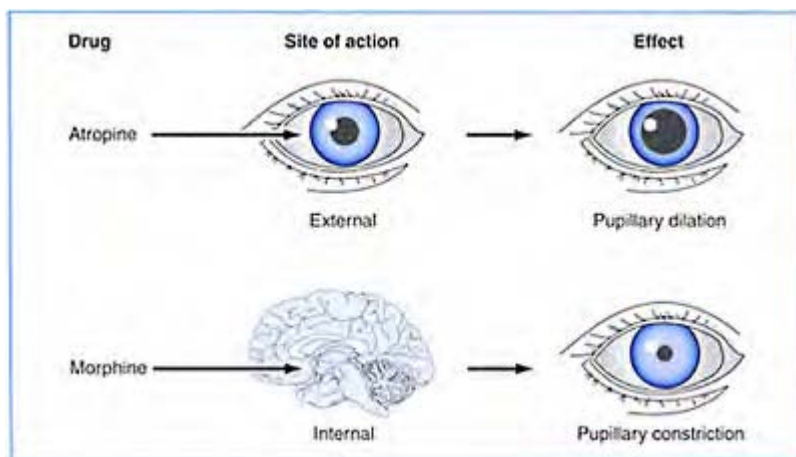 Drug Site of action Effect
Atropine
External Pupillary dilation
Morphine
Internal Pupillary constriction